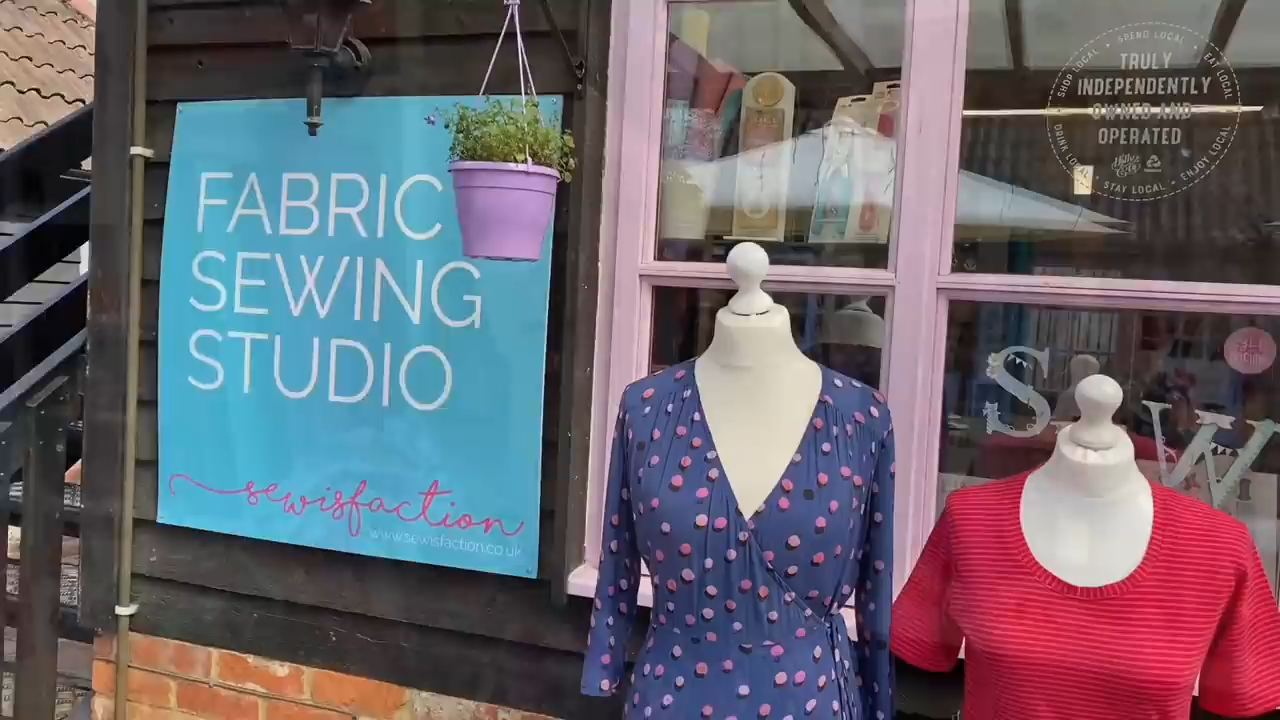 FABRIC
SEWING
STUDIO
sewisfaction
www.sewisfaction.co.uk
SHOP LOCAL • SPEND LOCAL • EAT LOCAL
TRULY
INDEPENDENTLY
OWNED AND
OPERATED
DRINK LOCAL • STAY LOCAL • ENJOY LOCAL
S W